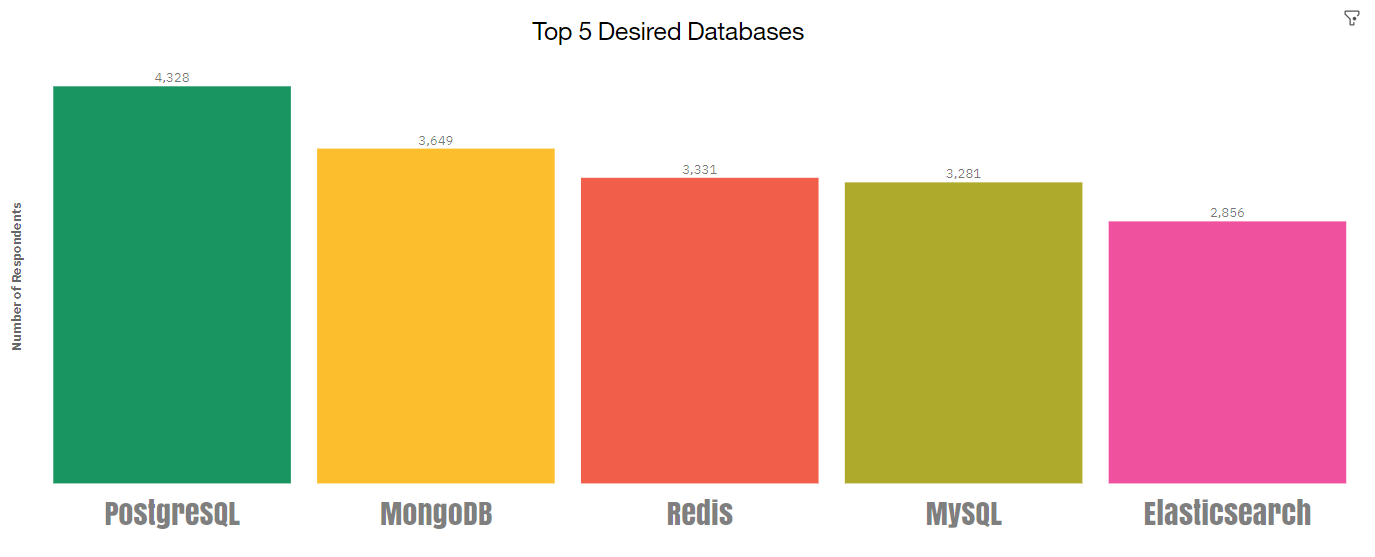 Top 5 Desired Databases
4,328
3,649
3,331
3,281
2,856
Number of Respondents
PostgreSQL
MongoDB
Redis
MySQL
Elasticsearch